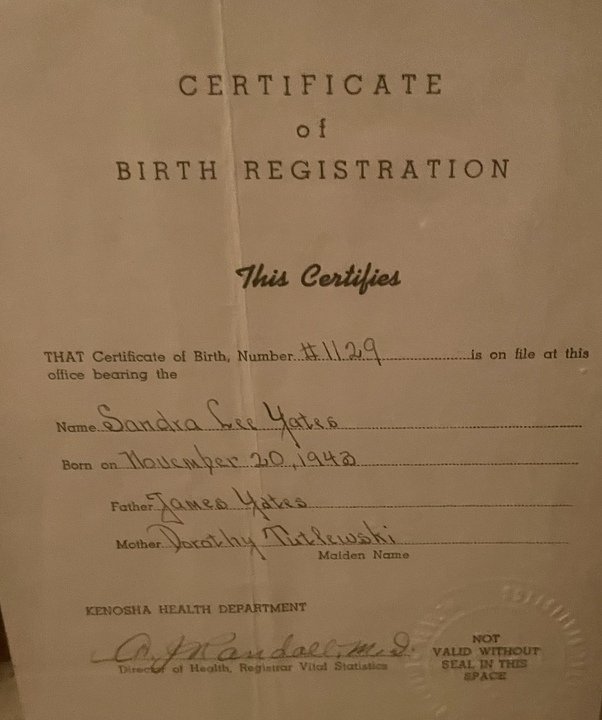 CERTIFICATE
of
BIRTH REGISTRATION
This Certifies
THAT Certificate of Birth, Number #1129 is on file at this
office bearing the
Name Sandra Lee Yates
Born on November 20, 1943
Father James Yates
Mother Dorothy Tutlewski
Maiden Name
KENOSHA HEALTH DEPARTMENT
Randall, M.D.
Director of Health, Registrar Vital Statistics
NOT
VALID WITHOUT
SEAL IN THIS
SPACE